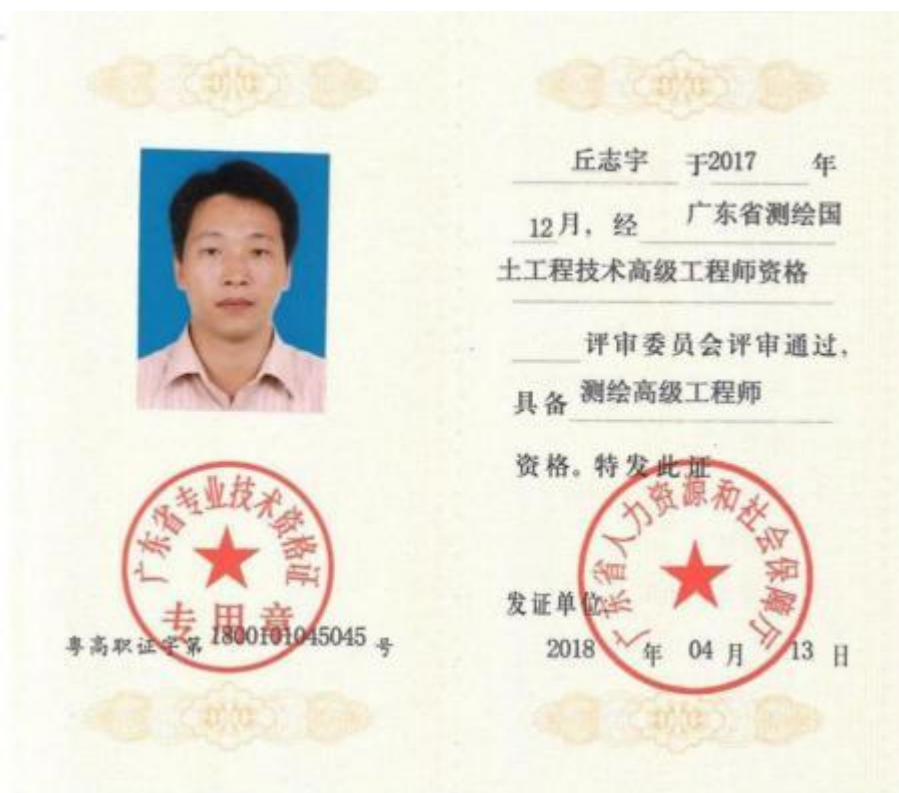 广东省专业技术资格证
专用章
粤高职证字第 1800101045045 号
丘志宇 于2017 年
12月, 经 广东省测绘国
土工程技术高级工程师资格
评审委员会评审通过,
具备 测绘高级工程师
资格。特发此证
广东省人力资源和社会保障厅
发证单位:
2018 年 04 月 13 日